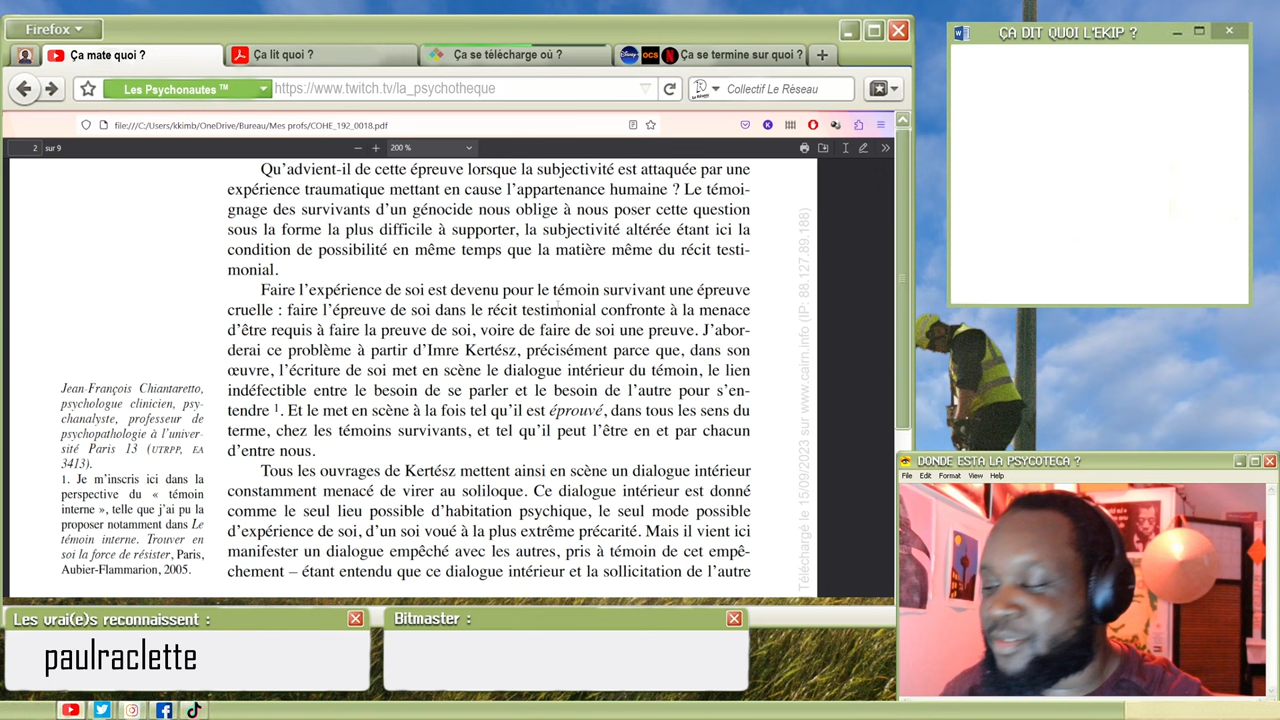 Firefox
Ça mate quoi ?
Ça lit quoi ?
Ça se télécharge où ?
Disney+ OCS N Ça se termine sur quoi ?
Les Psychonautes ™
https://www.twitch.tv/la_psychotheque
Collectif Le Réseau
file:///C:/Users/kkimb/OneDrive/Bureau/Mes profs/COHE_192_0018.pdf
2 sur 9
200 %
Qu’advient-il de cette épreuve lorsque la subjectivité est attaquée par une
expérience traumatique mettant en cause l’appartenance humaine ? Le témoi-
gnage des survivants d’un génocide nous oblige à nous poser cette question
sous la forme la plus difficile à supporter, la subjectivité altérée étant ici la
condition de possibilité en même temps que la matière même du récit testi-
monial.
Faire l’expérience de soi est devenu pour le témoin survivant une épreuve
cruelle : faire l’épreuve de soi dans le récit testimonial confronte à la menace
d’être requis à faire la preuve de soi, voire de faire de soi une preuve. J’abor-
derai ce problème à partir d’Imre Kertész, précisément parce que, dans son
œuvre, l’écriture de soi met en scène le dialogue intérieur du témoin, le lien
indéfectible entre le besoin de se parler et le besoin de l’autre pour s’en-
tendre 1. Et le met en scène à la fois tel qu’il est éprouvé, dans tous les sens du
terme, chez les témoins survivants, et tel qu’il peut l’être en et par chacun
d’entre nous.
Tous les ouvrages de Kertész mettent ainsi en scène un dialogue intérieur
constamment menacé de virer au soliloque. Ce dialogue intérieur est donné
comme le seul lieu possible d’habitation psychique, le seul mode possible
d’expérience de soi, d’un soi voué à la plus extrême précarité. Mais il vient ici
manifester un dialogue empêché avec les autres, pris à témoin de cet empê-
chement – étant entendu que ce dialogue intérieur et la sollicitation de l’autre
Jean-François Chiantaretto,
psychologue clinicien, psy-
chanalyste, professeur de
psychopathologie à l’univer-
sité Paris 13 (UTRPP, EA
3413).
1. Je m’inscris ici dans la
perspective du « témoin
interne », telle que j’ai pu la
proposer notamment dans Le
témoin interne. Trouver en
soi la force de résister, Paris,
Aubier-Flammarion, 2005.
Téléchargé le 15/09/2023 sur www.cairn.info (IP: 88.127.89.188)
ÇA DIT QUOI L'EKIP ?
DONDE ESTA LA PSYCOTECA ?
File Edit Format View Help
Les vrai(e)s reconnaissent :
paulraclette
Bitmaster :